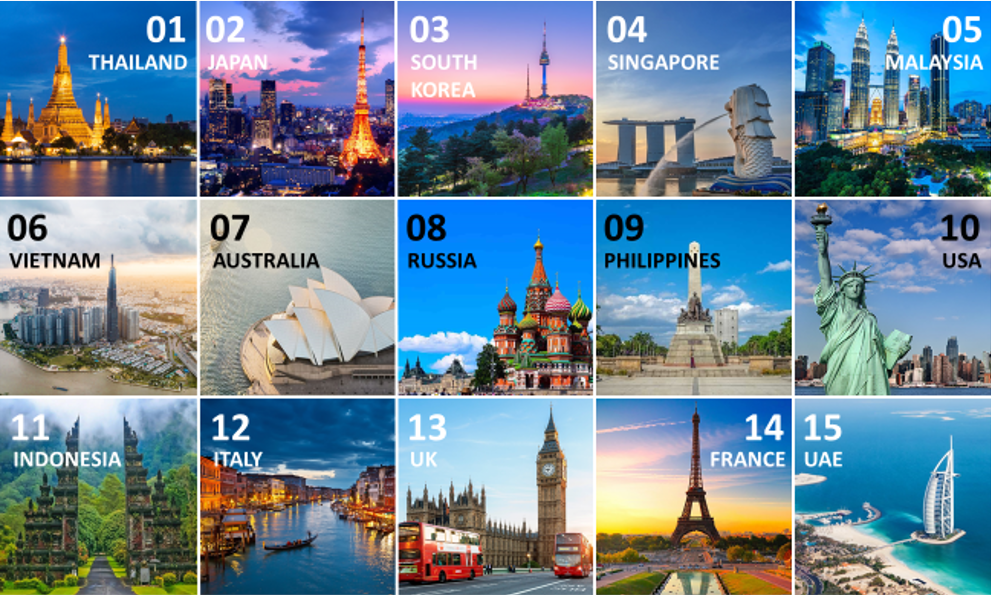 01
THAILAND
02
JAPAN
03
SOUTH
KOREA
04
SINGAPORE
05
MALAYSIA
06
VIETNAM
07
AUSTRALIA
08
RUSSIA
09
PHILIPPINES
10
USA
11
INDONESIA
12
ITALY
13
UK
14
FRANCE
15
UAE